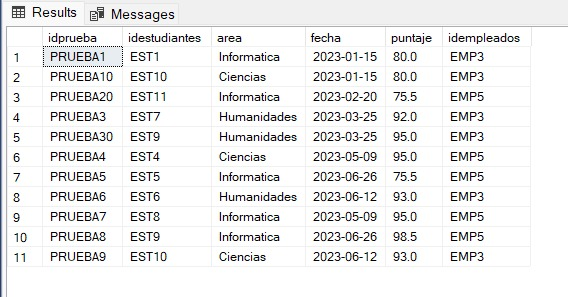 Results Messages
idprueba idestudiantes area fecha puntaje idempleados
1 PRUEBA1 EST1 Informatica 2023-01-15 80.0 EMP3
2 PRUEBA10 EST10 Ciencias 2023-01-15 80.0 EMP3
3 PRUEBA20 EST11 Informatica 2023-02-20 75.5 EMP5
4 PRUEBA3 EST7 Humanidades 2023-03-25 92.0 EMP3
5 PRUEBA30 EST9 Humanidades 2023-03-25 95.0 EMP3
6 PRUEBA4 EST4 Ciencias 2023-05-09 95.0 EMP5
7 PRUEBA5 EST5 Informatica 2023-06-26 75.5 EMP5
8 PRUEBA6 EST6 Humanidades 2023-06-12 93.0 EMP3
9 PRUEBA7 EST8 Informatica 2023-05-09 95.0 EMP5
10 PRUEBA8 EST9 Informatica 2023-06-26 98.5 EMP5
11 PRUEBA9 EST10 Ciencias 2023-06-12 93.0 EMP3